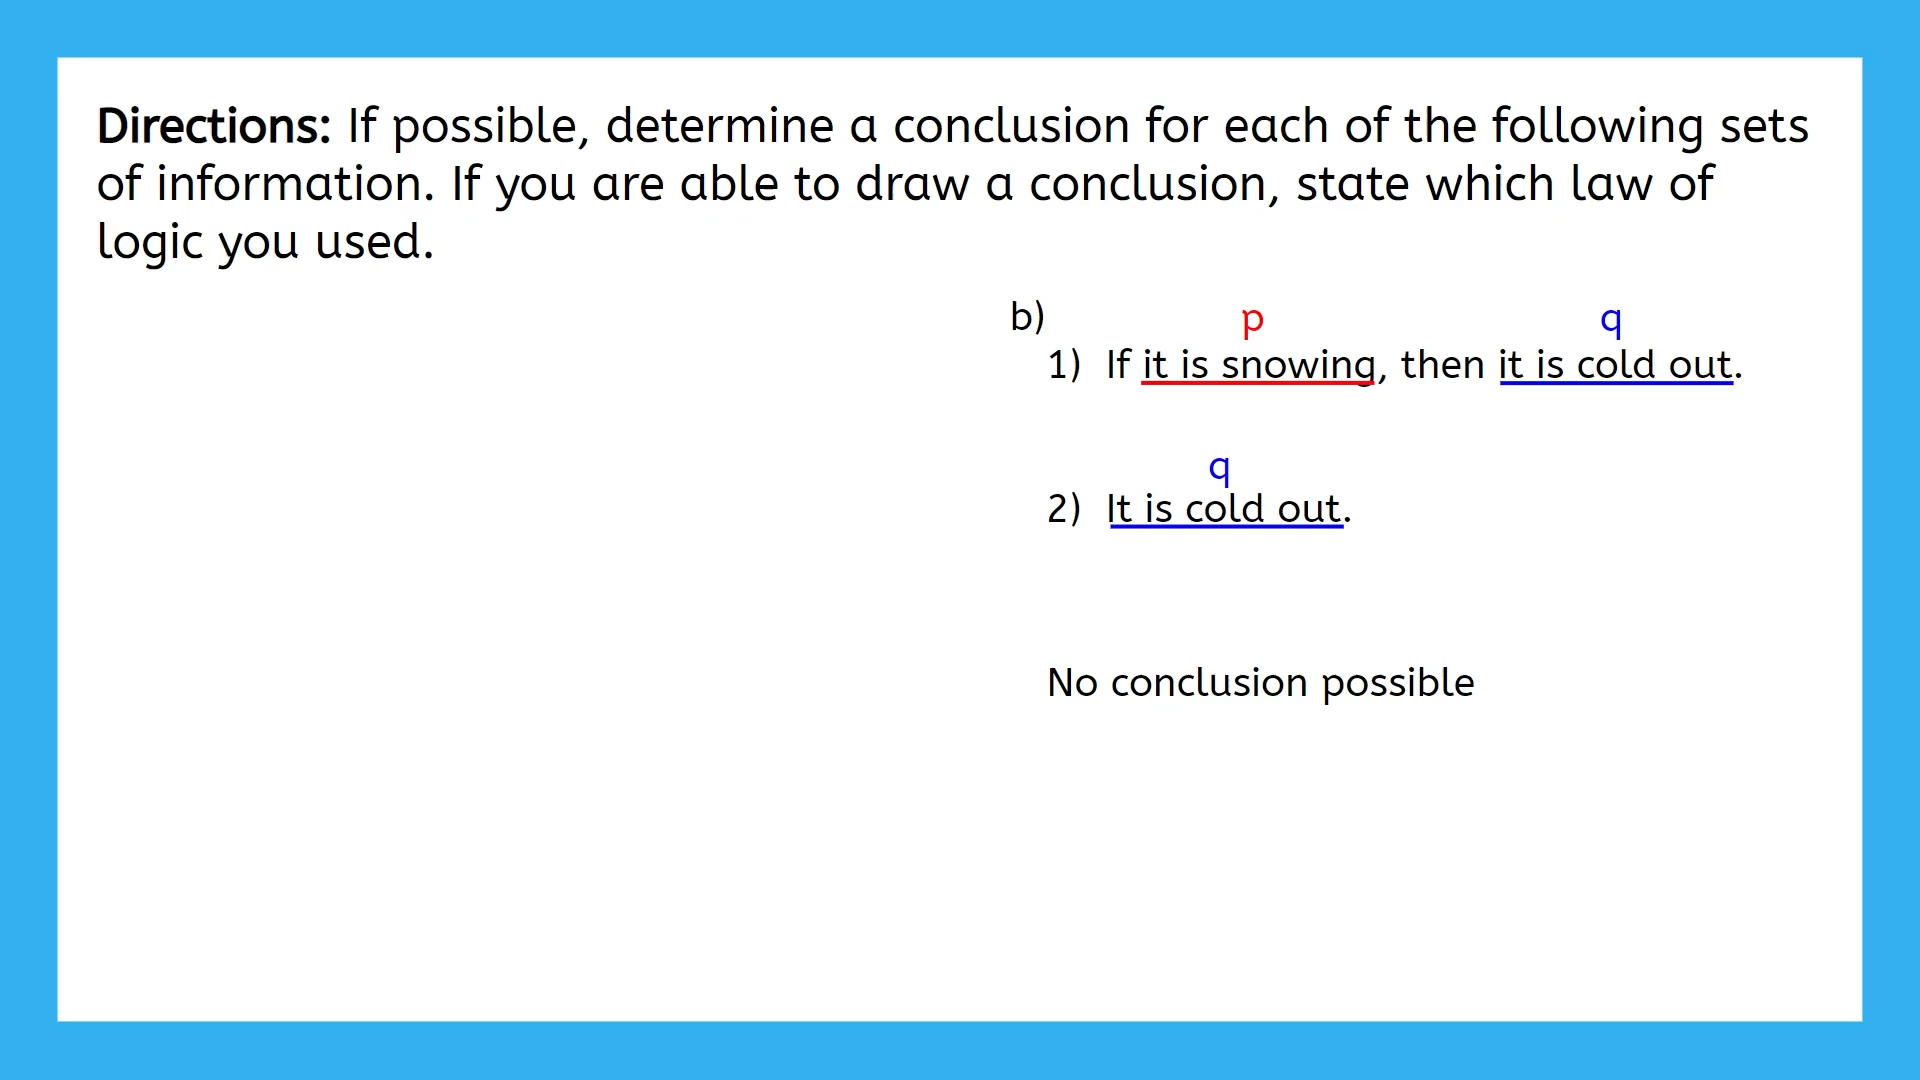 Directions: If possible, determine a conclusion for each of the following sets
of information. If you are able to draw a conclusion, state which law of
logic you used.
b)
p q
1) If it is snowing, then it is cold out.
q
2) It is cold out.
No conclusion possible